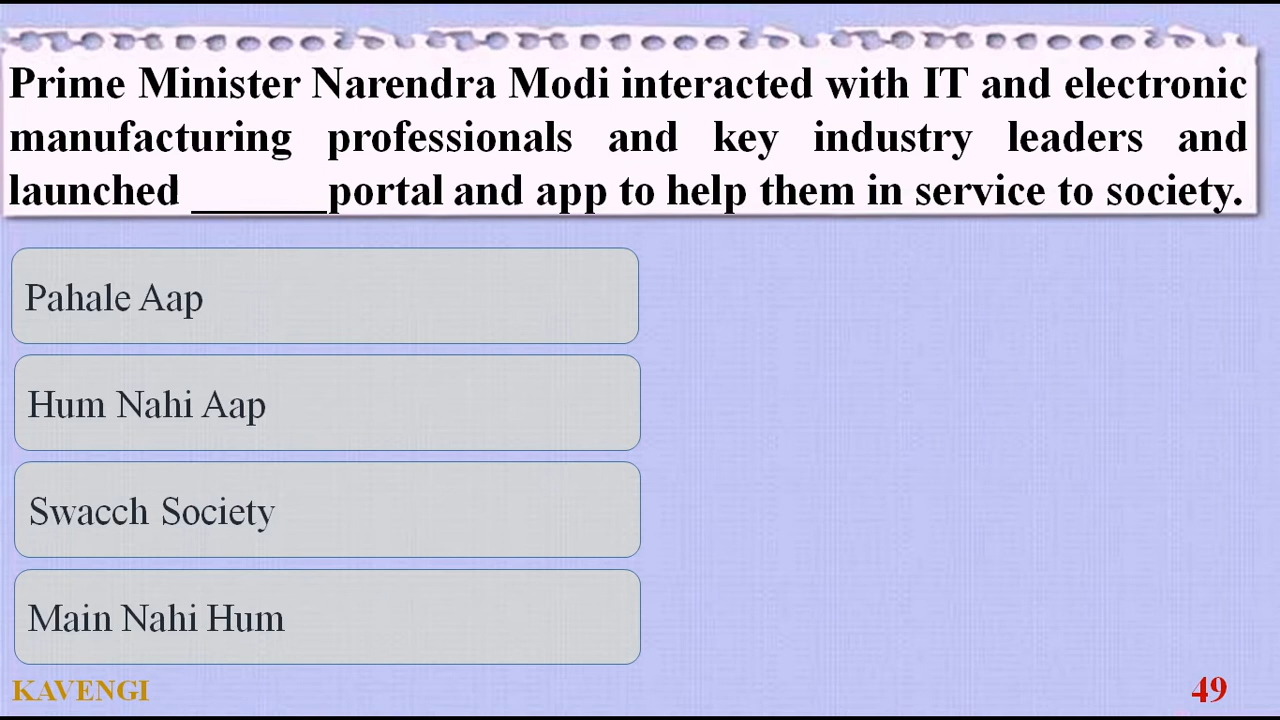 Prime Minister Narendra Modi interacted with IT and electronic
manufacturing professionals and key industry leaders and
launched ______portal and app to help them in service to society.
Pahale Aap
Hum Nahi Aap
Swacch Society
Main Nahi Hum
KAVENGI
49